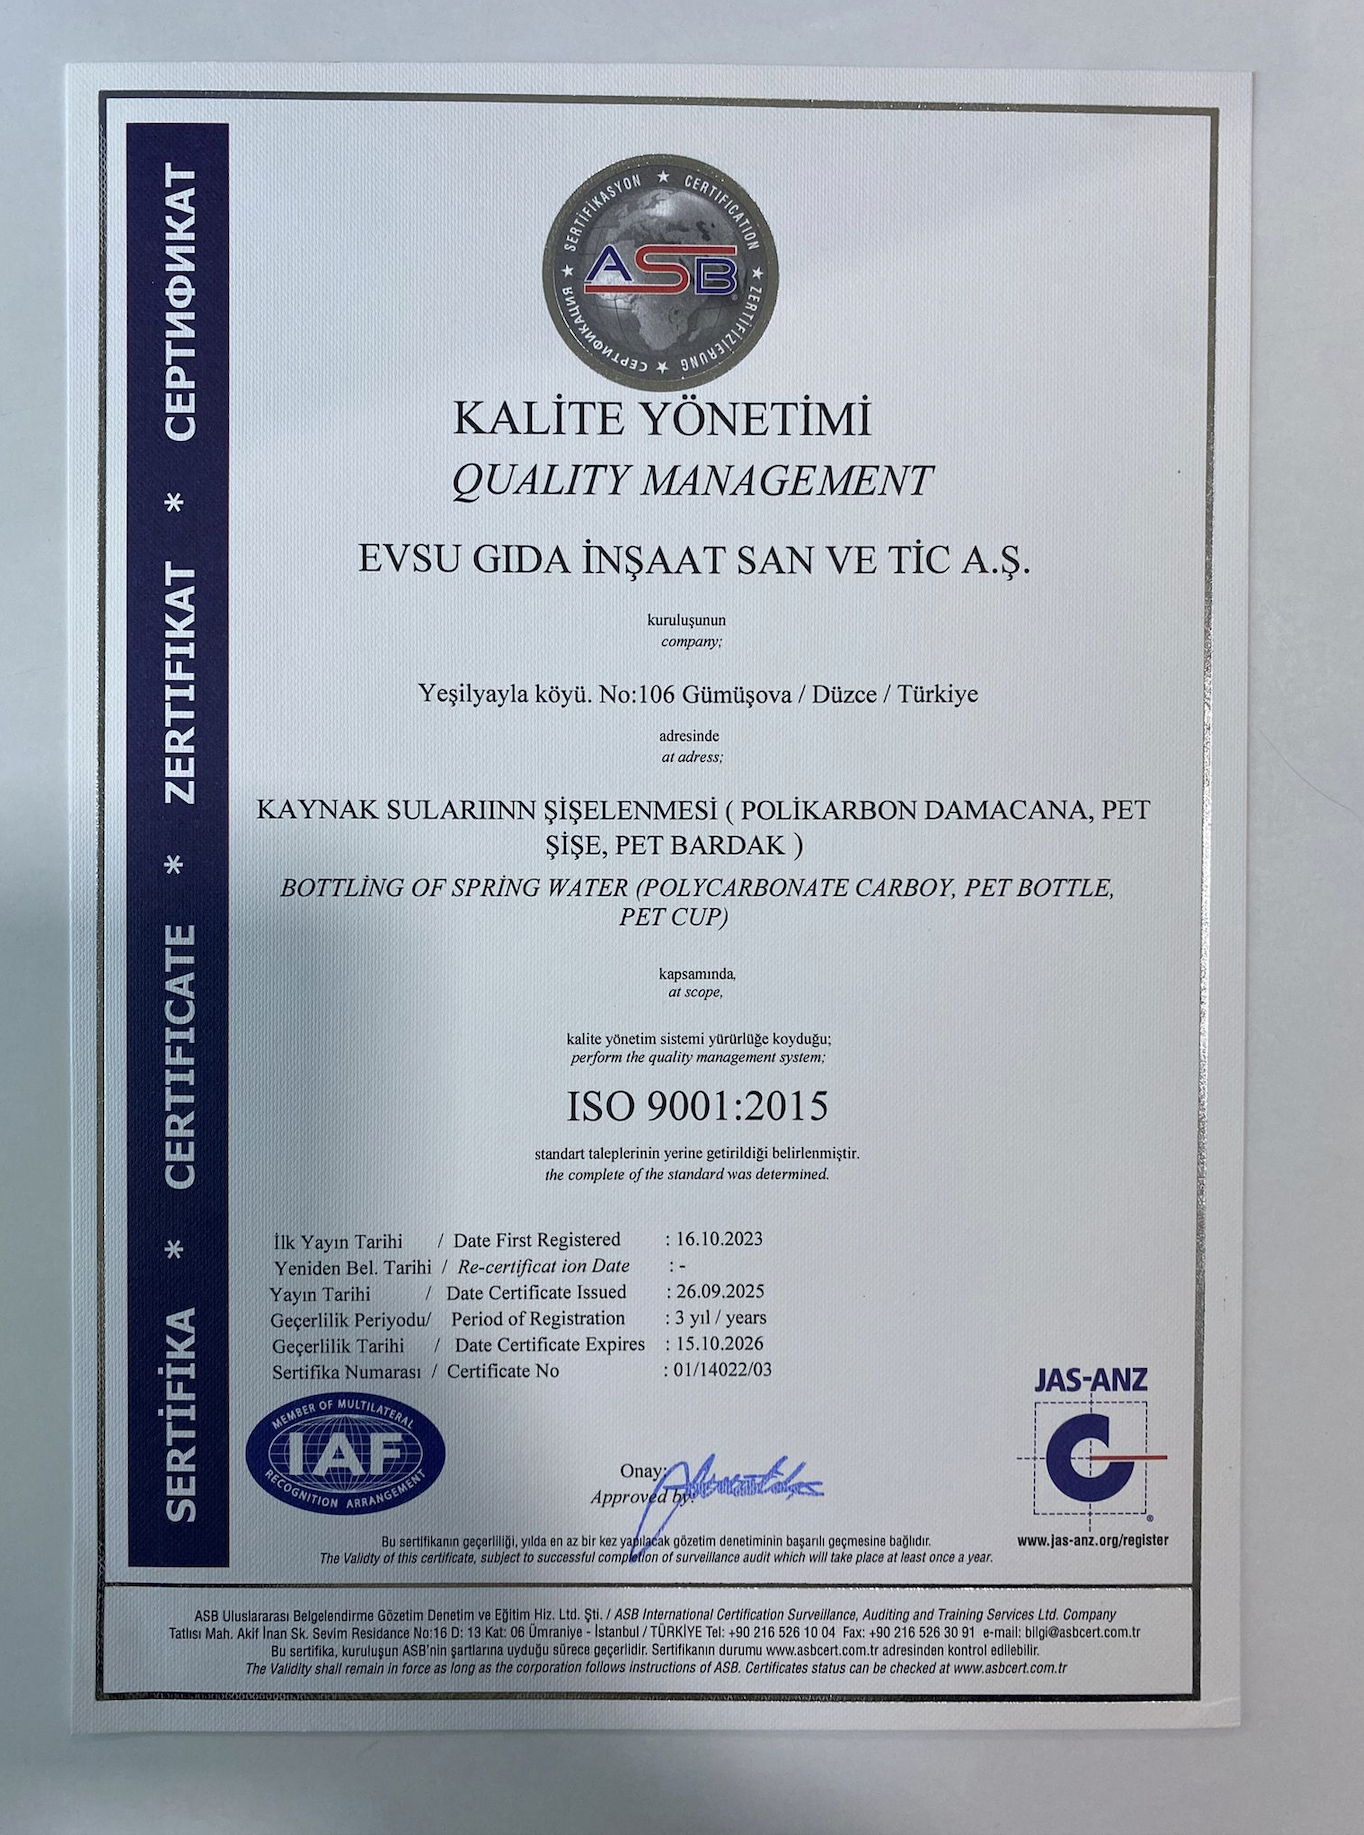 SERTİFİKA * CERTIFICATE * ZERTIFIKAT * СЕРТИФИКАТ
SERTİFİKASYON ★ CERTIFICATION ★ ZERTİFİZİERUNG ★ СЕРТИФИКАЦИЯ ★
ASB
KALİTE YÖNETİMİ
QUALITY MANAGEMENT
EVSU GIDA İNŞAAT SAN VE TİC A.Ş.
kuruluşunun
company;
Yeşilyayla köyü. No:106 Gümüşova / Düzce / Türkiye
adresinde
at adress;
KAYNAK SULARIINN ŞİŞELENMESİ ( POLİKARBON DAMACANA, PET
ŞİŞE, PET BARDAK )
BOTTLİNG OF SPRİNG WATER (POLYCARBONATE CARBOY, PET BOTTLE,
PET CUP)
kapsamında,
at scope,
kalite yönetim sistemi yürürlüğe koyduğu;
perform the quality management system;
ISO 9001:2015
standart taleplerinin yerine getirildiği belirlenmiştir.
the complete of the standard was determined.
İlk Yayın Tarihi / Date First Registered : 16.10.2023
Yeniden Bel. Tarihi / Re-certificat ion Date : -
Yayın Tarihi / Date Certificate Issued : 26.09.2025
Geçerlilik Periyodu/ Period of Registration : 3 yıl / years
Geçerlilik Tarihi / Date Certificate Expires : 15.10.2026
Sertifika Numarası / Certificate No : 01/14022/03
MEMBER OF MULTILATERAL
IAF
RECOGNITION ARRANGEMENT
Onay:
Approved by:
JAS-ANZ
®
www.jas-anz.org/register
Bu sertifikanın geçerliliği, yılda en az bir kez yapılacak gözetim denetiminin başarılı geçmesine bağlıdır.
The Validty of this certificate, subject to successful completion of surveillance audit which will take place at least once a year.
ASB Uluslararası Belgelendirme Gözetim Denetim ve Eğitim Hiz. Ltd. Şti. / ASB International Certification Surveillance, Auditing and Training Services Ltd. Company
Tatlısı Mah. Akif İnan Sk. Sevim Residance No:16 D: 13 Kat: 06 Ümraniye - İstanbul / TÜRKİYE Tel: +90 216 526 10 04 Fax: +90 216 526 30 91 e-mail: bilgi@asbcert.com.tr
Bu sertifika, kuruluşun ASB'nin şartlarına uyduğu sürece geçerlidir. Sertifikanın durumu www.asbcert.com.tr adresinden kontrol edilebilir.
The Validity shall remain in force as long as the corporation follows instructions of ASB. Certificates status can be checked at www.asbcert.com.tr